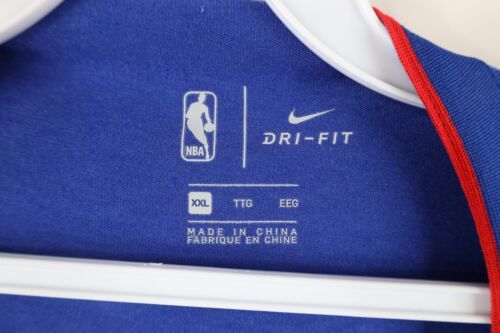 NBA
DRI-FIT
XXL TTG EEG
MADE IN CHINA
FABRIQUE EN CHINE